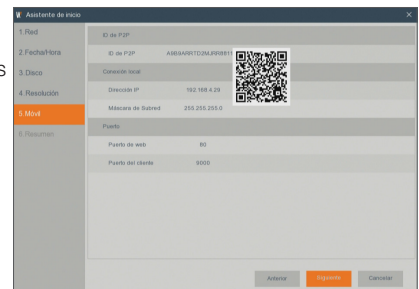 Asistente de inicio
1. Red
2. Fecha/Hora
3. Disco
4. Resolución
5. Móvil
6. Resumen
ID de P2P
ID de P2P
Conexión local
Dirección IP 192.168.4.29
Máscara de Subred 255.255.255.0
Puerto
Puerto de web 80
Puerto del cliente 9000
Anterior Siguiente Cancelar
S